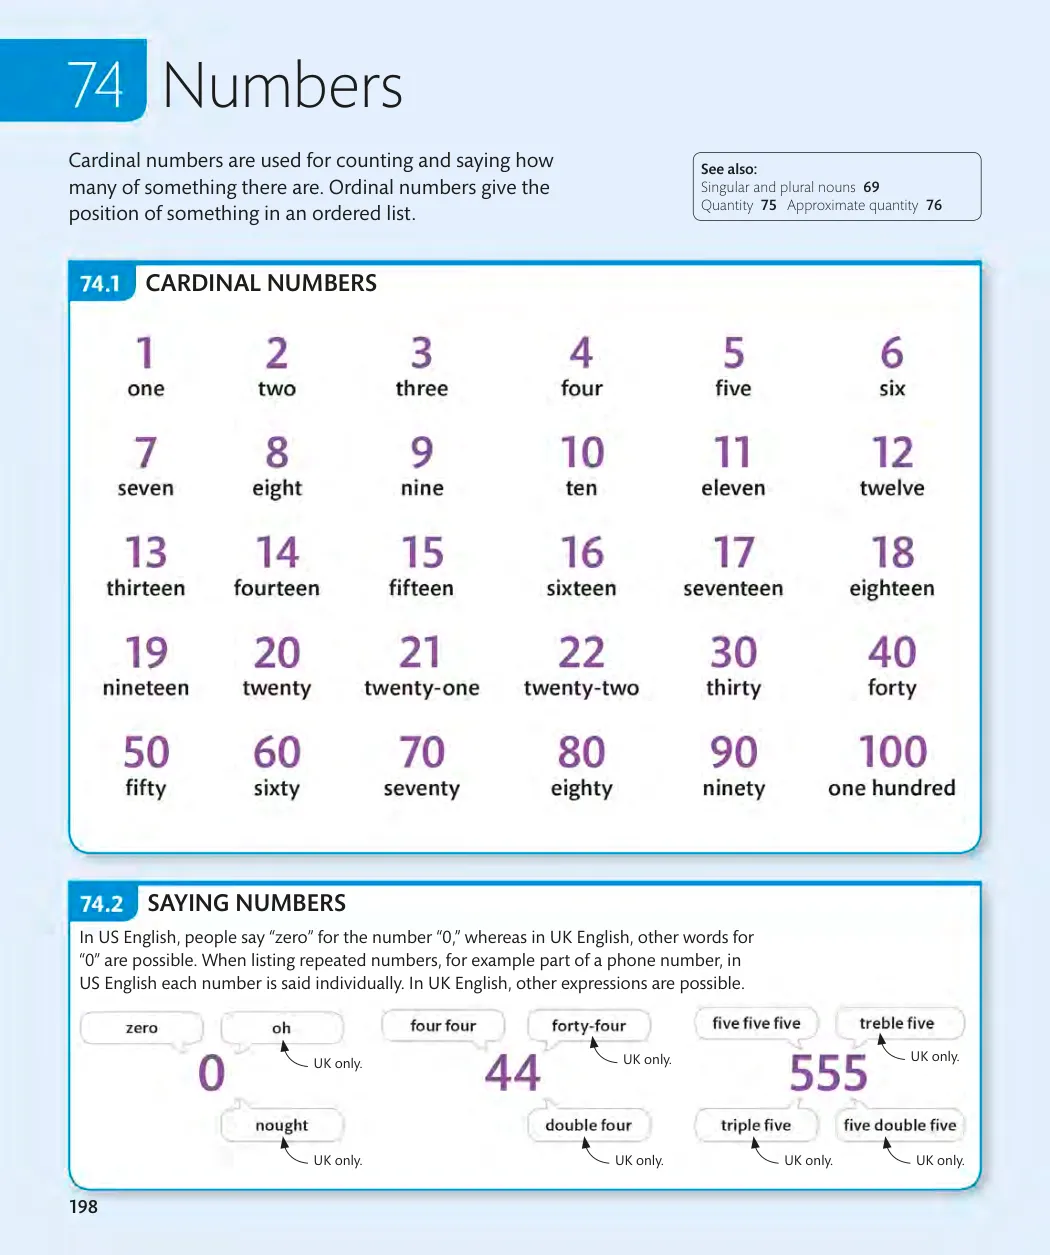 74 Numbers
Cardinal numbers are used for counting and saying how
many of something there are. Ordinal numbers give the
position of something in an ordered list.
See also:
Singular and plural nouns 69
Quantity 75 Approximate quantity 76
74.1 CARDINAL NUMBERS
1 2 3 4 5 6
one two three four five six
7 8 9 10 11 12
seven eight nine ten eleven twelve
13 14 15 16 17 18
thirteen fourteen fifteen sixteen seventeen eighteen
19 20 21 22 30 40
nineteen twenty twenty-one twenty-two thirty forty
50 60 70 80 90 100
fifty sixty seventy eighty ninety one hundred
74.2 SAYING NUMBERS
In US English, people say “zero” for the number “0,” whereas in UK English, other words for
“0” are possible. When listing repeated numbers, for example part of a phone number, in
US English each number is said individually. In UK English, other expressions are possible.
zero oh
UK only.
0
nought
UK only.
four four forty-four
UK only.
44
double four
UK only.
five five five treble five
UK only.
555
triple five five double five
UK only. UK only.
198